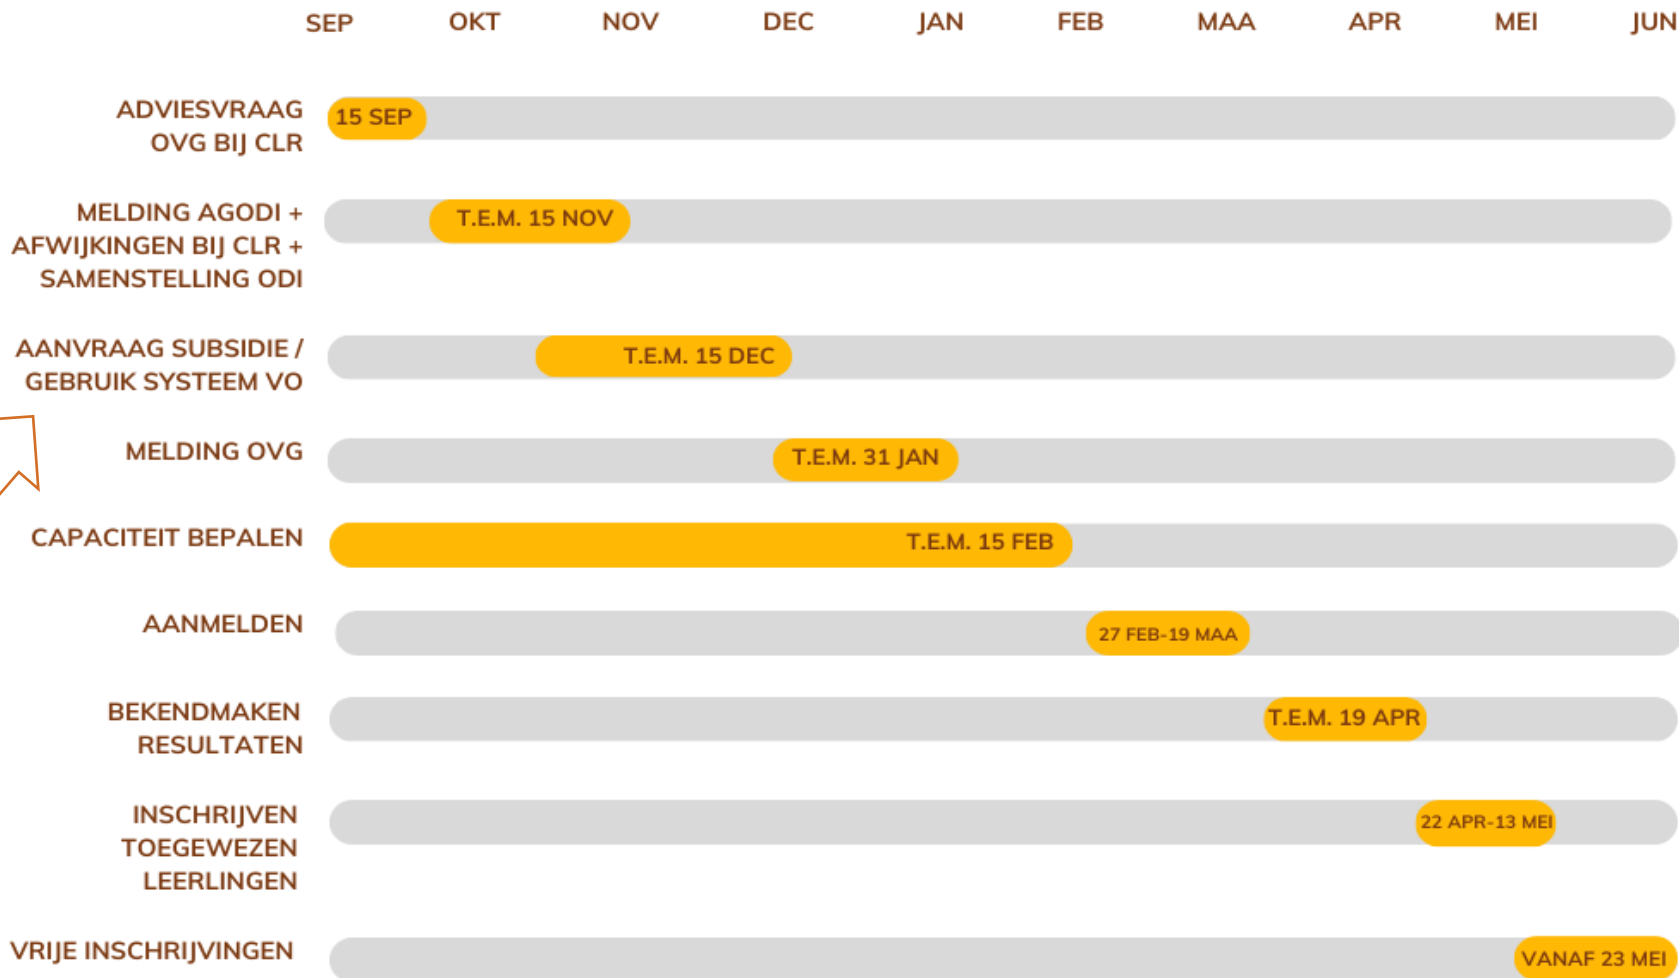 SEP OKT NOV DEC JAN FEB MAA APR MEI JUN
ADVIESVRAAG
OVG BIJ CLR
15 SEP
MELDING AGODI +
AFWIJKINGEN BIJ CLR +
SAMENSTELLING ODI
T.E.M. 15 NOV
AANVRAAG SUBSIDIE /
GEBRUIK SYSTEEM VO
T.E.M. 15 DEC
MELDING OVG
T.E.M. 31 JAN
CAPACITEIT BEPALEN
T.E.M. 15 FEB
AANMELDEN
27 FEB-19 MAA
BEKENDMAKEN
RESULTATEN
T.E.M. 19 APR
INSCHRIJVEN
TOEGEWEZEN
LEERLINGEN
22 APR-13 MEI
VRIJE INSCHRIJVINGEN
VANAF 23 MEI